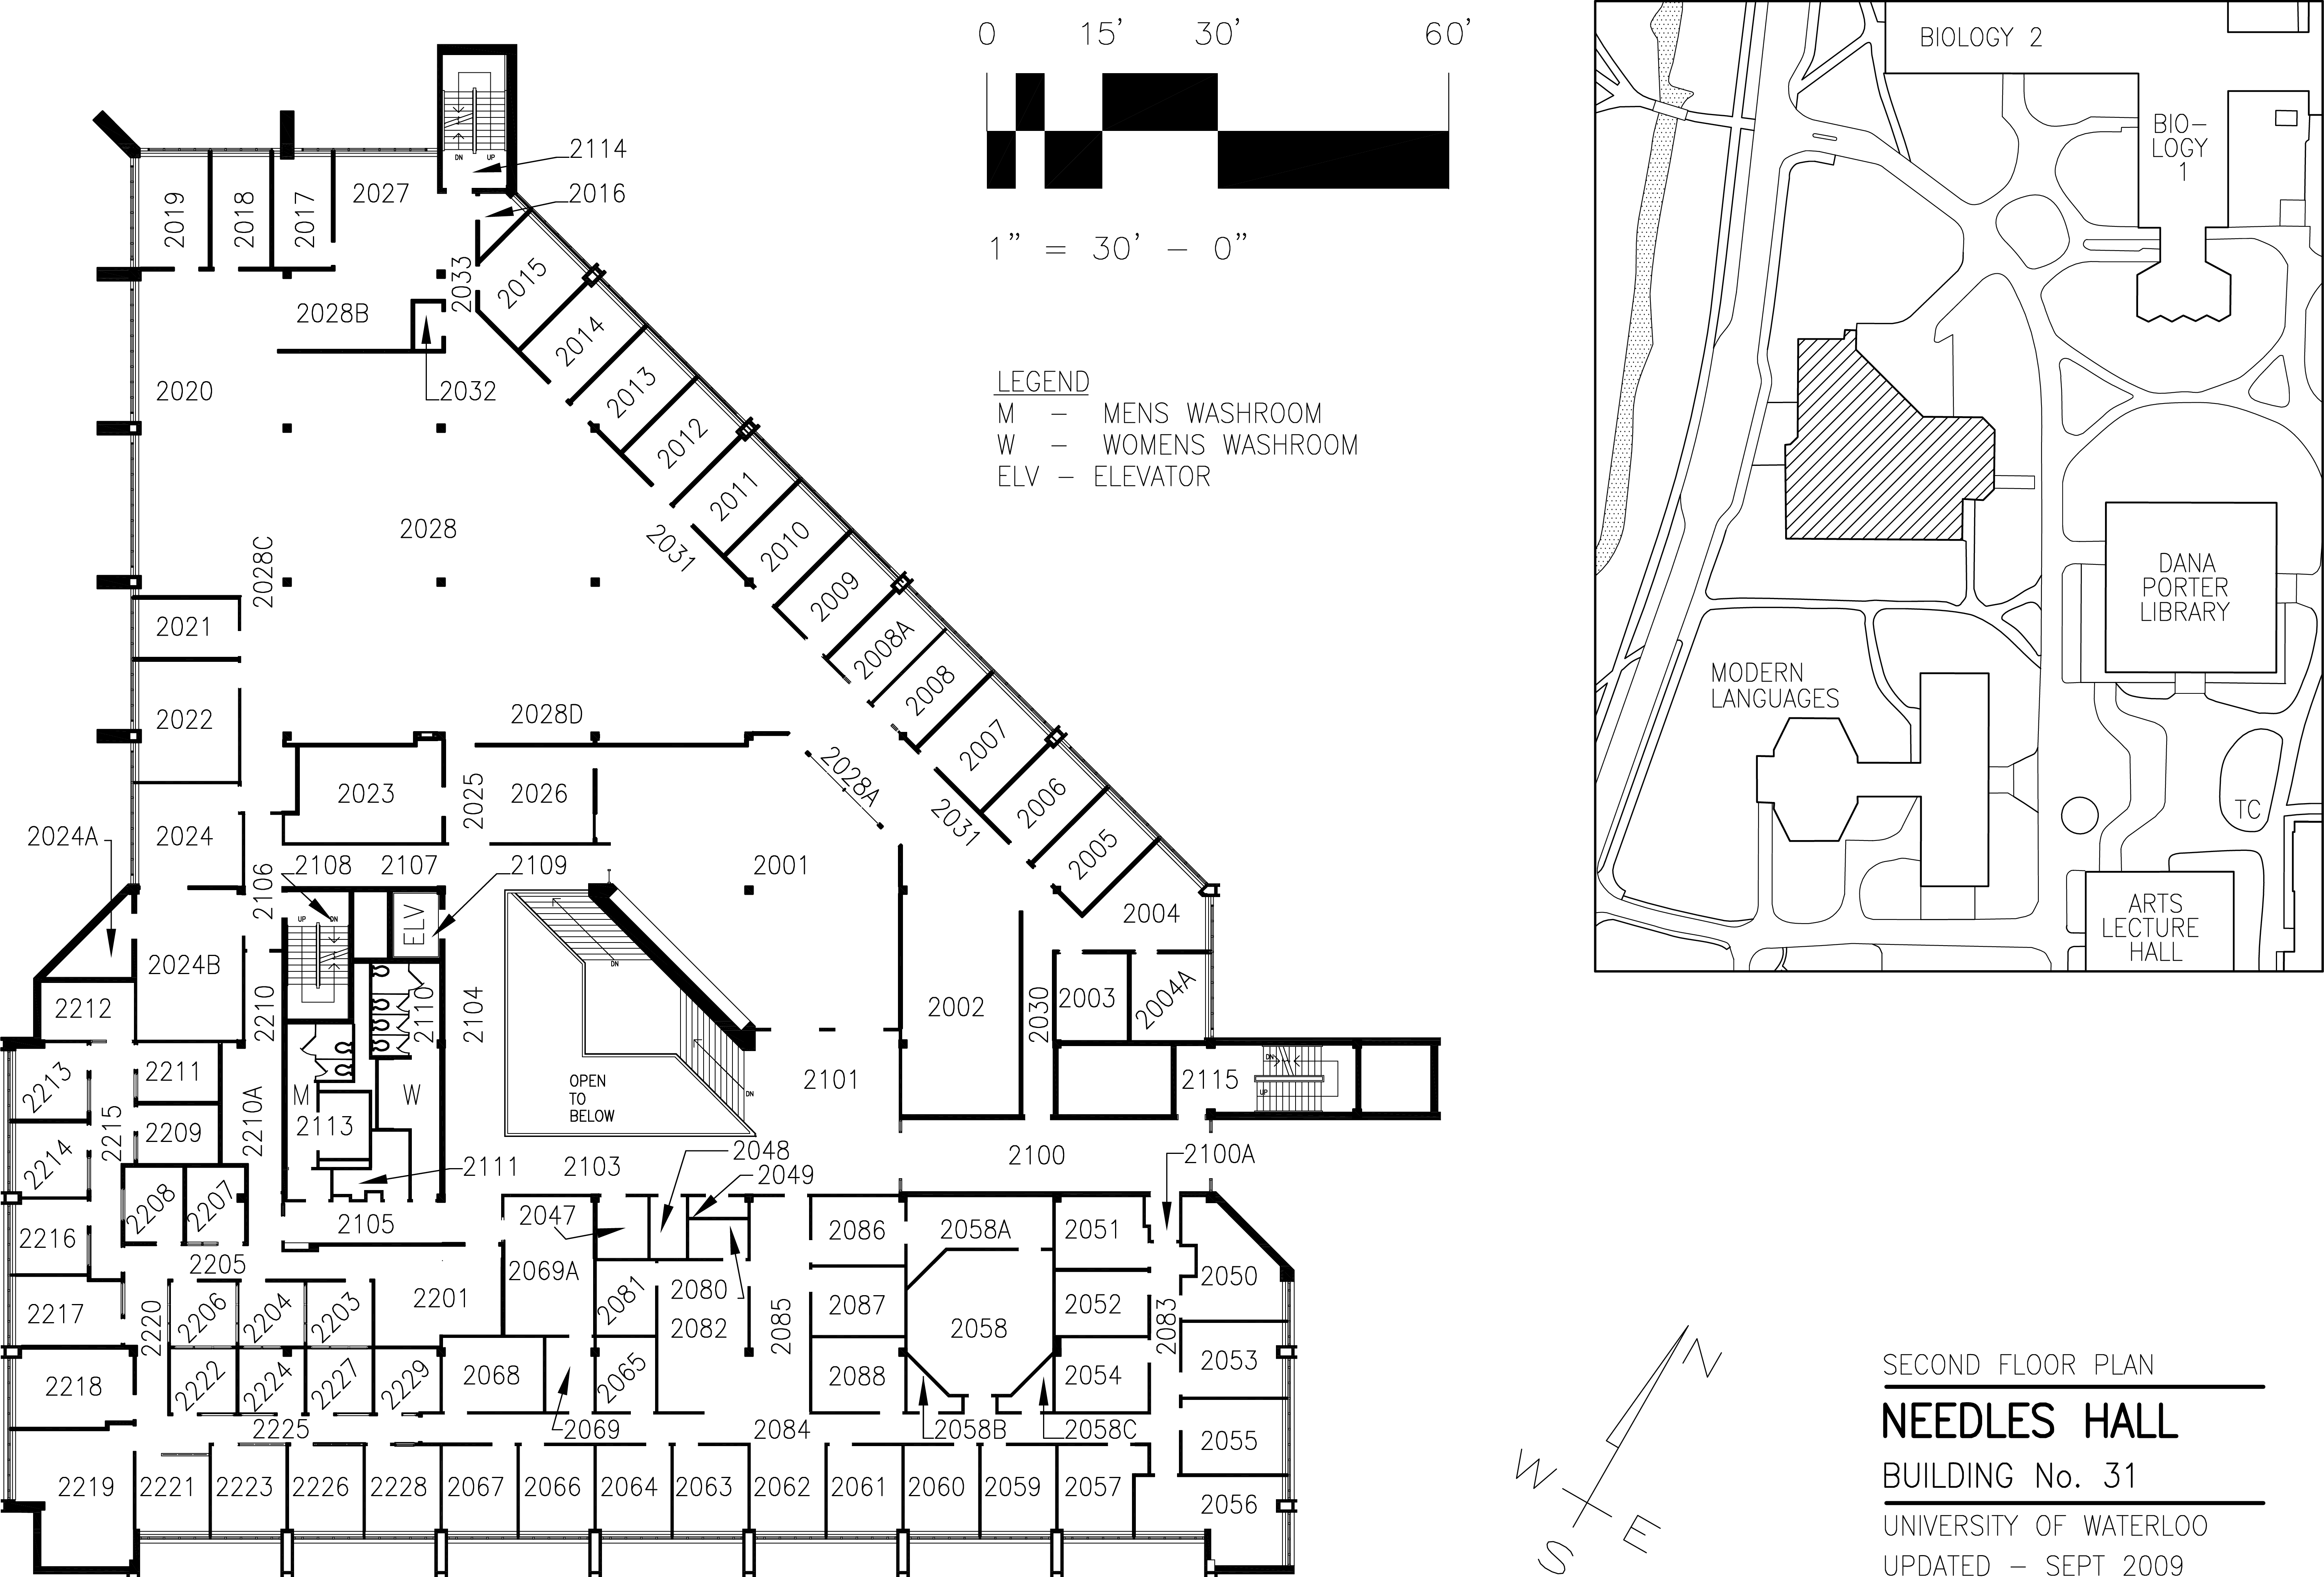 0 15' 30' 60'
1" = 30' - 0"
LEGEND
M - MENS WASHROOM
W - WOMENS WASHROOM
ELV - ELEVATOR
DN UP
2114
2016
2019
2018
2017
2027
2033
2015
2028B
2014
2032
2020
2013
2012
2011
2010
2031
2028
2028C
2009
2008A
2021
2008
2022
2028D
2007
2028A
2023
2025
2026
2006
2031
2024A
2024
2005
2108
2107
2109
2001
2106
UP DN
ELV
DN
2004
2024B
2212
2210
2110
2104
2002
2030
2003
2004A
2213
2211
M
W
OPEN
TO
BELOW
DN
2101
2115
DN
UP
2215
2209
2210A
2113
2214
2111
2103
2048
2049
2100
2100A
2208
2207
2105
2047
2086
2058A
2051
2216
2205
2069A
2080
2050
2217
2220
2206
2204
2203
2201
2081
2082
2085
2087
2058
2052
2083
2053
2218
2222
2224
2227
2229
2068
2065
2088
2054
2225
2069
2084
2058B
2058C
2055
2219
2221
2223
2226
2228
2067
2066
2064
2063
2062
2061
2060
2059
2057
2056
BIOLOGY 2
BIO-
LOGY
1
DANA
PORTER
LIBRARY
MODERN
LANGUAGES
TC
ARTS
LECTURE
HALL
N
W
E
S
SECOND FLOOR PLAN
NEEDLES HALL
BUILDING No. 31
UNIVERSITY OF WATERLOO
UPDATED - SEPT 2009